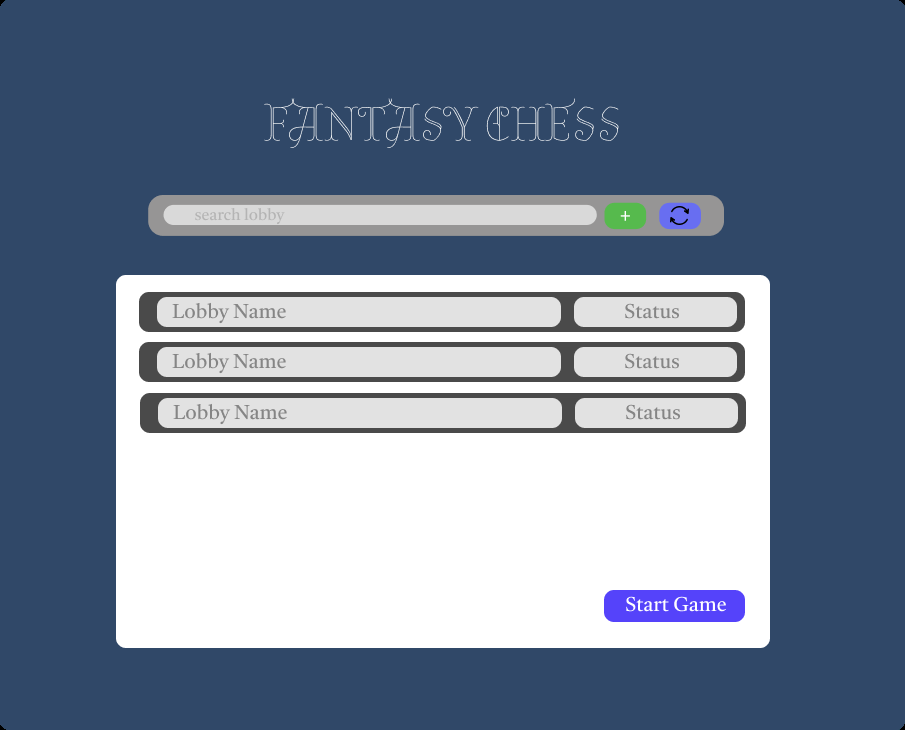 FANTASY CHESS
search lobby +
Lobby Name Status
Lobby Name Status
Lobby Name Status
Start Game